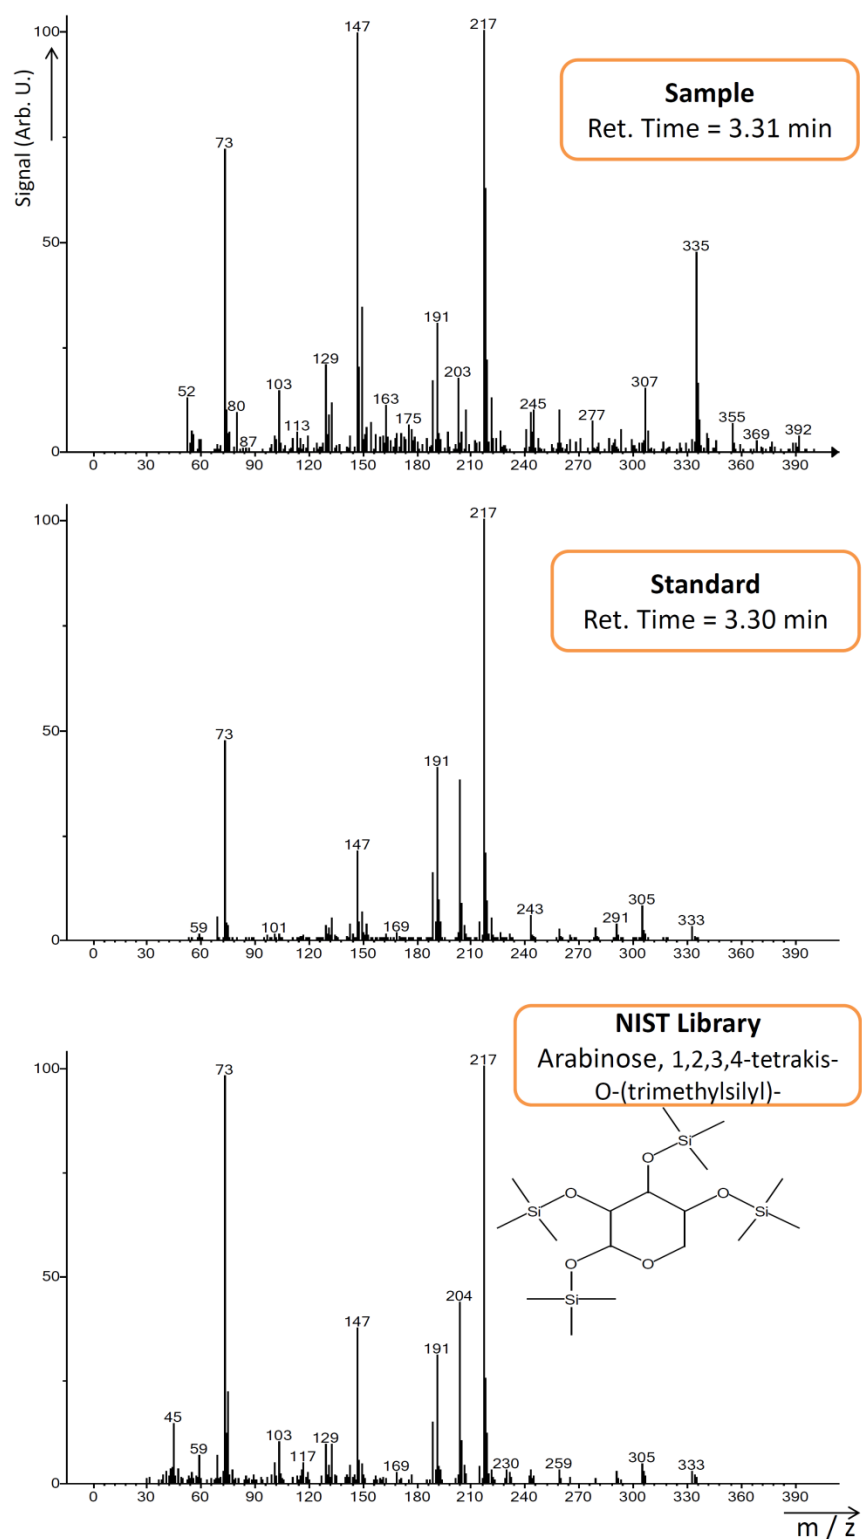 100
147
217
Sample
Ret. Time = 3.31 min
Signal (Arb. U.)
73
50
335
191
129
203
52
103
80
163
307
245
175
277
113
87
355
369
392
0
0 30 60 90 120 150 180 210 240 270 300 330 360 390
100
217
Standard
Ret. Time = 3.30 min
50
73
191
147
305
243
291
333
59
101
169
0
0 30 60 90 120 150 180 210 240 270 300 330 360 390
NIST Library
Arabinose, 1,2,3,4-tetrakis-
O-(trimethylsilyl)-
100
73
217
Si
O
O
O
Si
Si
O
O
Si
50
204
147
191
45
103
129
59
117
169
230
259
305
333
0
0 30 60 90 120 150 180 210 240 270 300 330 360 390
m / z